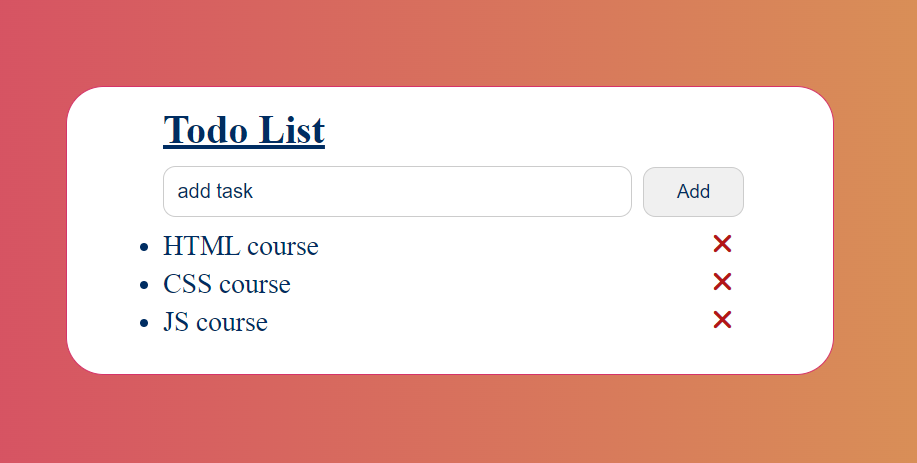 Todo List
add task Add
HTML course
CSS course
JS course